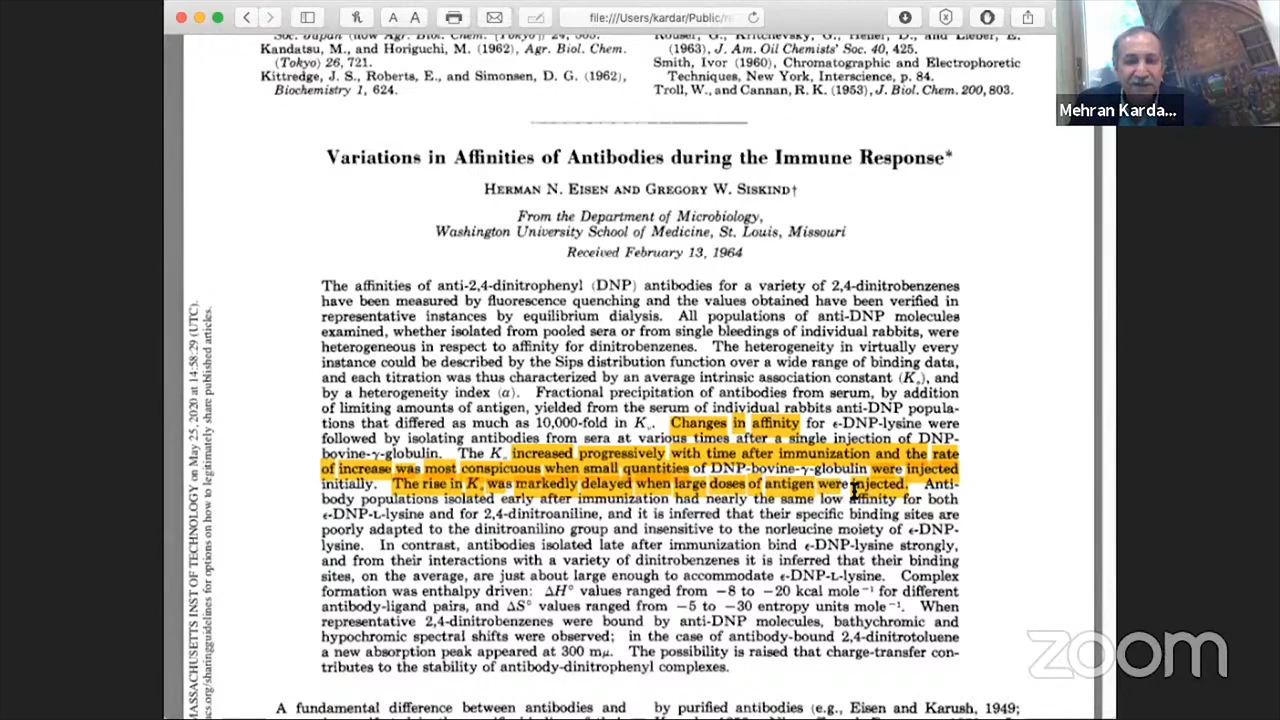 A A
file:///Users/kardar/Public/
Mehran Karda...
Kandatsu, M., and Horiguchi, M. (1962), Agr. Biol. Chem.
(Tokyo) 26, 721.
Kittredge, J. S., Roberts, E., and Simonsen, D. G. (1962),
Biochemistry 1, 624.
(1963), J. Am. Oil Chemists' Soc. 40, 425.
Smith, Ivor (1960), Chromatographic and Electrophoretic
Techniques, New York, Interscience, p. 84.
Troll, W., and Cannan, R. K. (1953), J. Biol. Chem. 200, 803.
Variations in Affinities of Antibodies during the Immune Response*
HERMAN N. EISEN AND GREGORY W. SISKIND†
From the Department of Microbiology,
Washington University School of Medicine, St. Louis, Missouri
Received February 13, 1964
The affinities of anti-2,4-dinitrophenyl (DNP) antibodies for a variety of 2,4-dinitrobenzenes
have been measured by fluorescence quenching and the values obtained have been verified in
representative instances by equilibrium dialysis. All populations of anti-DNP molecules
examined, whether isolated from pooled sera or from single bleedings of individual rabbits, were
heterogeneous in respect to affinity for dinitrobenzenes. The heterogeneity in virtually every
instance could be described by the Sips distribution function over a wide range of binding data,
and each titration was thus characterized by an average intrinsic association constant (Kₒ), and
by a heterogeneity index (a). Fractional precipitation of antibodies from serum, by addition
of limiting amounts of antigen, yielded from the serum of individual rabbits anti-DNP popula-
tions that differed as much as 10,000-fold in Kₒ. Changes in affinity for ε-DNP-lysine were
followed by isolating antibodies from sera at various times after a single injection of DNP-
bovine-γ-globulin. The Kₒ increased progressively with time after immunization and the rate
of increase was most conspicuous when small quantities of DNP-bovine-γ-globulin were injected
initially. The rise in Kₒ was markedly delayed when large doses of antigen were injected. Anti-
body populations isolated early after immunization had nearly the same low affinity for both
ε-DNP-L-lysine and for 2,4-dinitroaniline, and it is inferred that their specific binding sites are
poorly adapted to the dinitroanilino group and insensitive to the norleucine moiety of ε-DNP-
lysine. In contrast, antibodies isolated late after immunization bind ε-DNP-lysine strongly,
and from their interactions with a variety of dinitrobenzenes it is inferred that their binding
sites, on the average, are just about large enough to accommodate ε-DNP-L-lysine. Complex
formation was enthalpy driven: ΔH° values ranged from −8 to −20 kcal mole⁻¹ for different
antibody-ligand pairs, and ΔS° values ranged from −5 to −30 entropy units mole⁻¹. When
representative 2,4-dinitrobenzenes were bound by anti-DNP molecules, bathychromic and
hypochromic spectral shifts were observed; in the case of antibody-bound 2,4-dinitrotoluene
a new absorption peak appeared at 300 mμ. The possibility is raised that charge-transfer con-
tributes to the stability of antibody-dinitrophenyl complexes.
A fundamental difference between antibodies and
by purified antibodies (e.g., Eisen and Karush, 1949;
MASSACHUSETTS INST OF TECHNOLOGY on May 25, 2020 at 14:58:29 (UTC).
cs.org/sharingguidelines for options on how to legitimately share published articles.
zoom